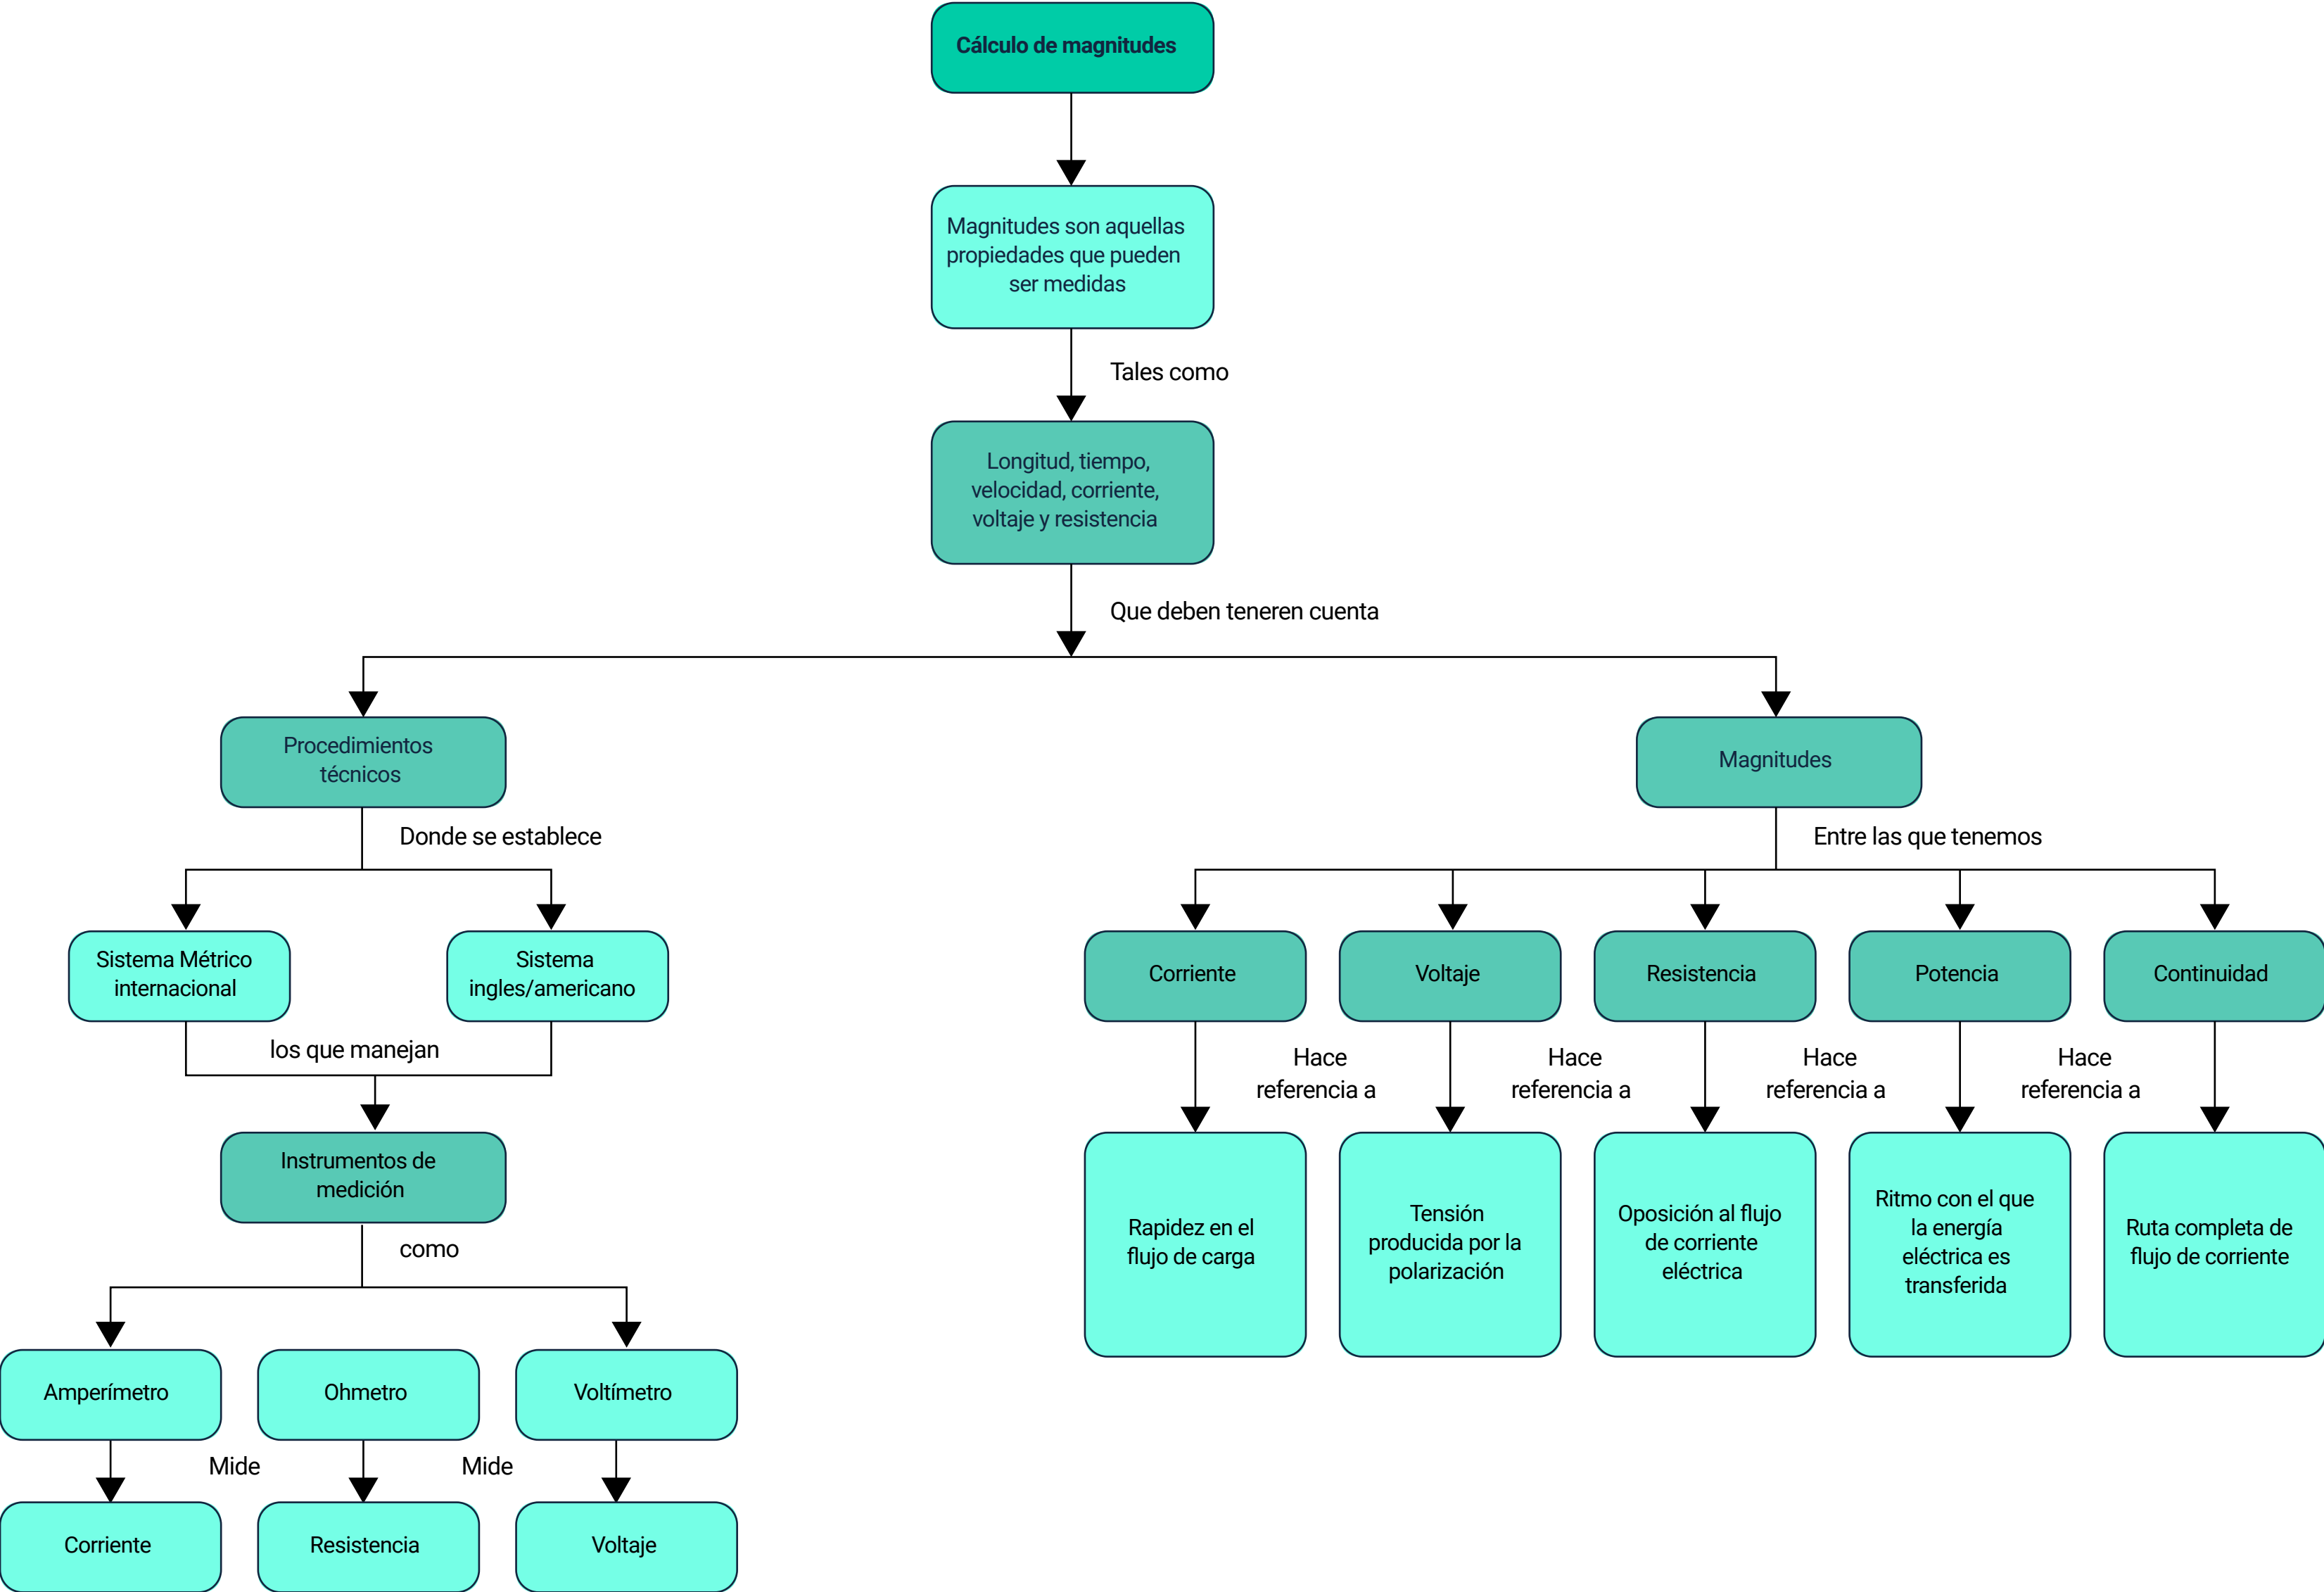 Cálculo de magnitudes
Magnitudes son aquellas
propiedades que pueden
ser medidas
Tales como
Longitud, tiempo,
velocidad, corriente,
voltaje y resistencia
Que deben teneren cuenta
Procedimientos
técnicos
Magnitudes
Donde se establece
Entre las que tenemos
Sistema Métrico
internacional
Sistema
ingles/americano
Corriente
Voltaje
Resistencia
Potencia
Continuidad
los que manejan
Hace
referencia a
Hace
referencia a
Hace
referencia a
Hace
referencia a
Instrumentos de
medición
Rapidez en el
flujo de carga
Tensión
producida por la
polarización
Oposición al flujo
de corriente
eléctrica
Ritmo con el que
la energía
eléctrica es
transferida
Ruta completa de
flujo de corriente
como
Amperímetro
Ohmetro
Voltímetro
Mide
Mide
Corriente
Resistencia
Voltaje